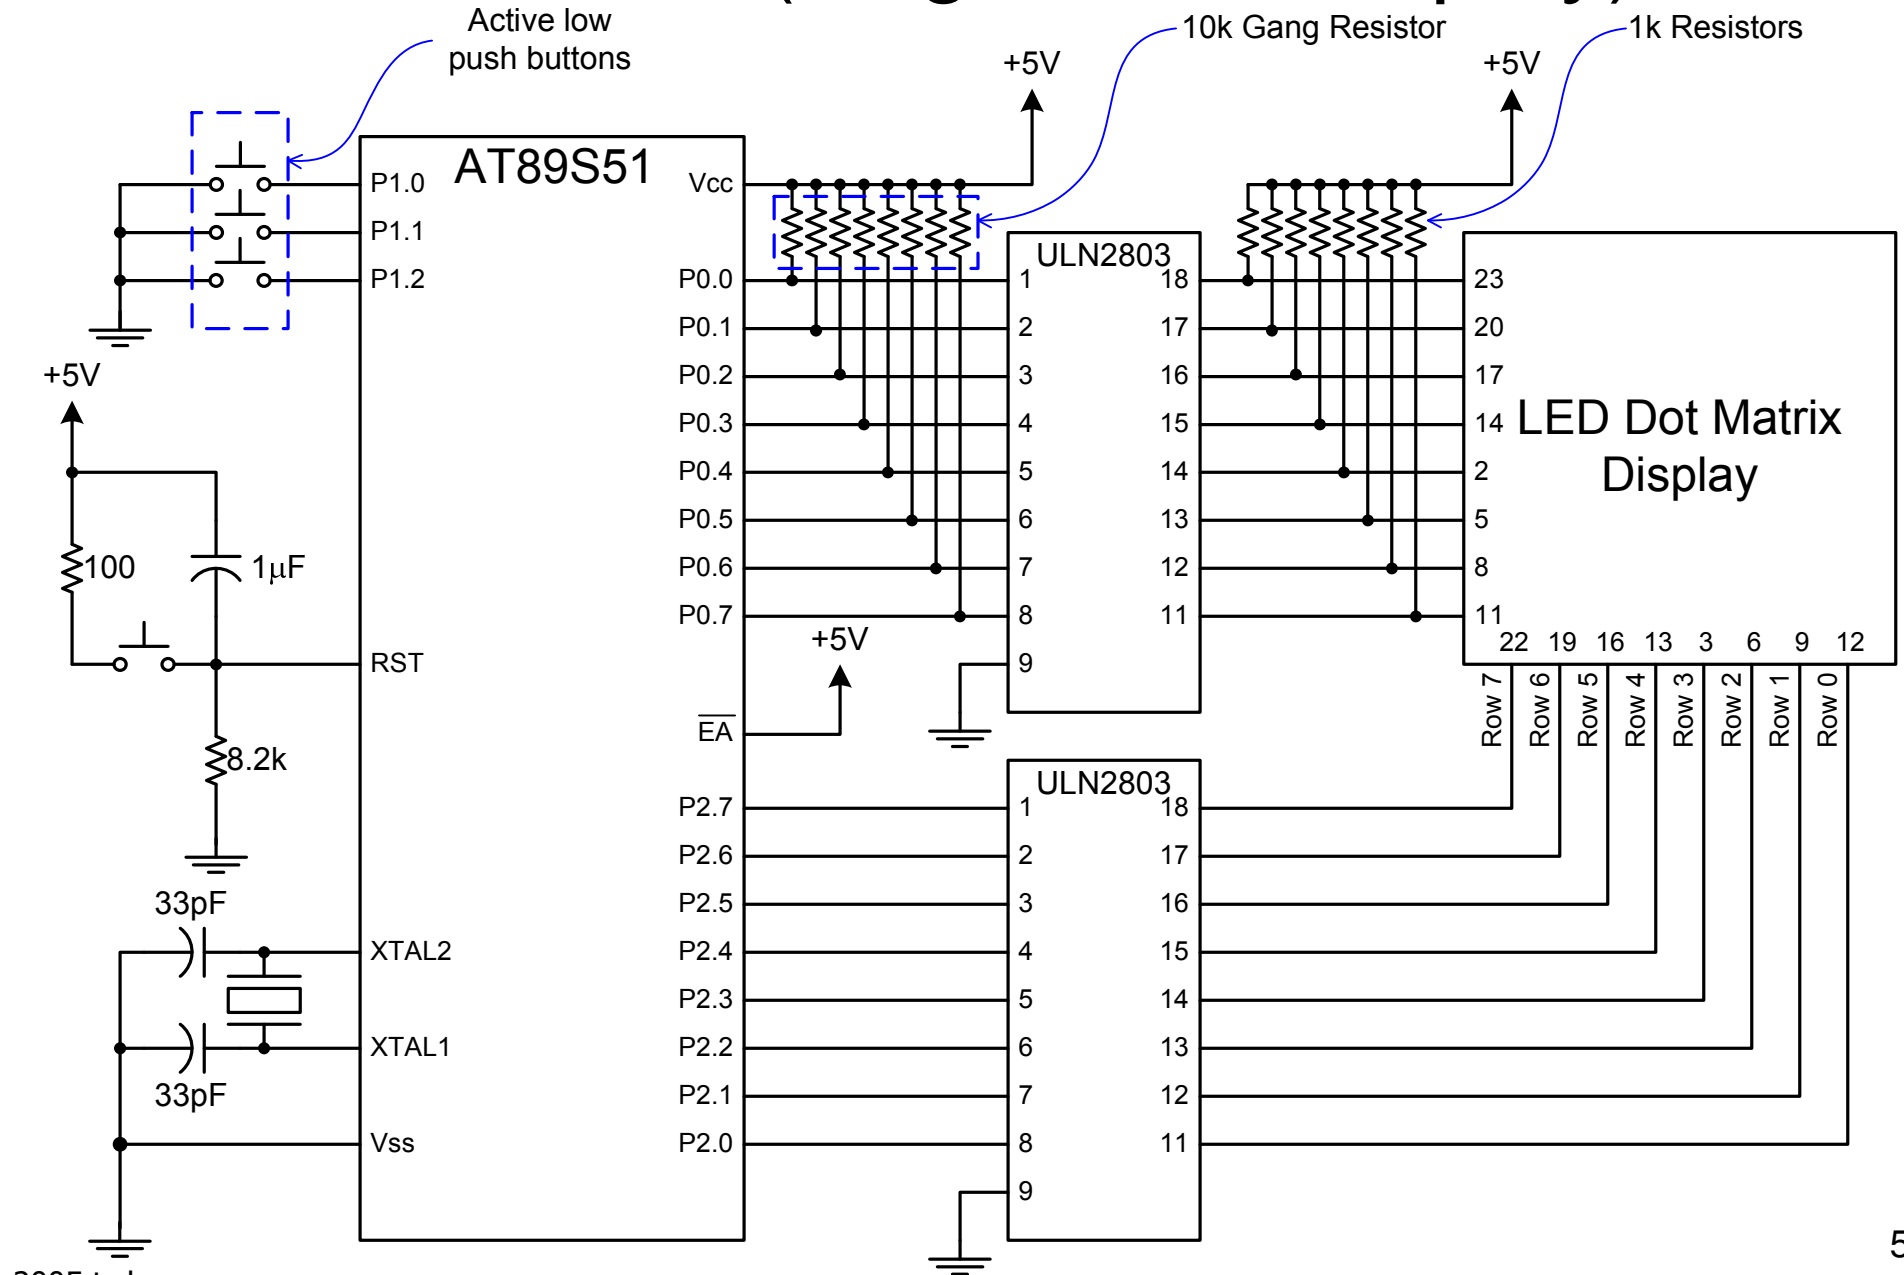 Active low
push buttons
10k Gang Resistor
1k Resistors
+5V
+5V
AT89S51
P1.0
P1.1
P1.2
Vcc
P0.0
P0.1
P0.2
P0.3
P0.4
P0.5
P0.6
P0.7
ULN2803
1
2
3
4
5
6
7
8
9
18
17
16
15
14
13
12
11
23
20
17
14
2
5
8
11
LED Dot Matrix
Display
22 19 16 13 3 6 9 12
Row 7
Row 6
Row 5
Row 4
Row 3
Row 2
Row 1
Row 0
+5V
100
1µF
RST
8.2k
+5V
EA
33pF
XTAL2
XTAL1
33pF
Vss
P2.7
P2.6
P2.5
P2.4
P2.3
P2.2
P2.1
P2.0
ULN2803
1
2
3
4
5
6
7
8
9
18
17
16
15
14
13
12
11
5